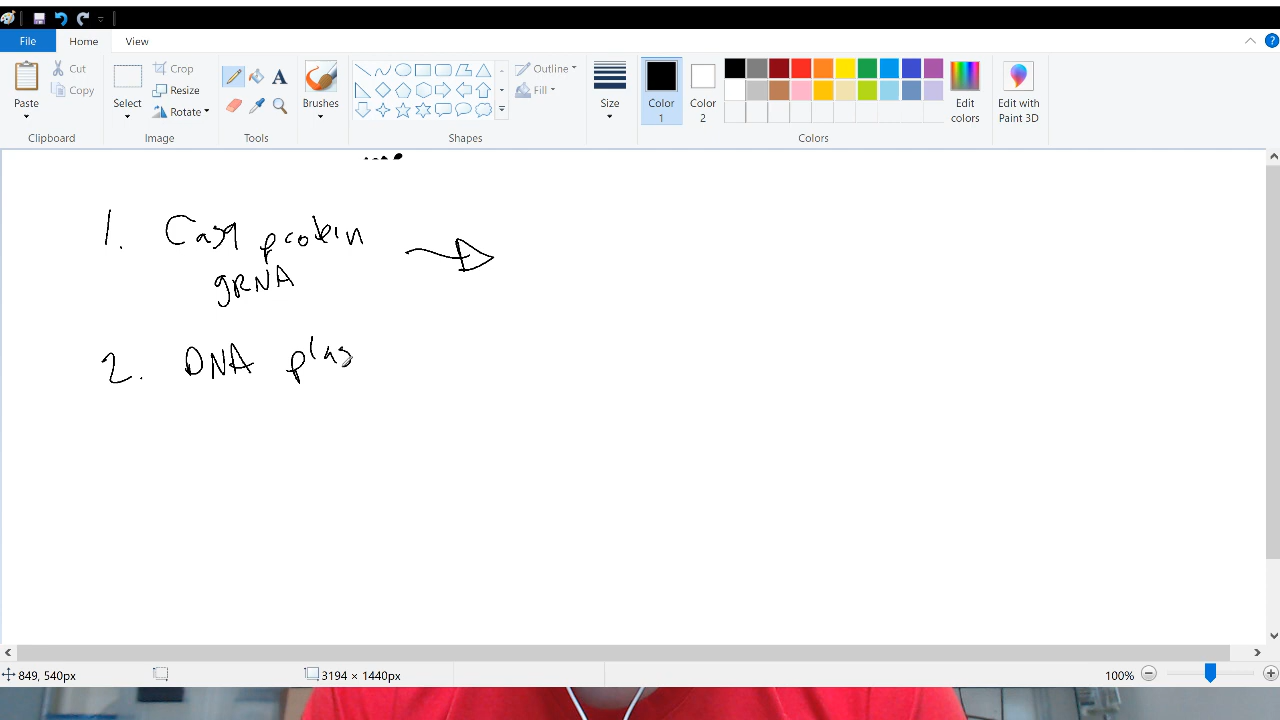 File Home View
Paste Cut Copy Select Crop Resize Rotate Brushes Outline Fill Size Color 1 Color 2 Edit colors Edit with Paint 3D
Clipboard Image Tools Shapes Colors
1. Cas9 protein
gRNA
2. DNA plas
849, 540px 3194 × 1440px 100%